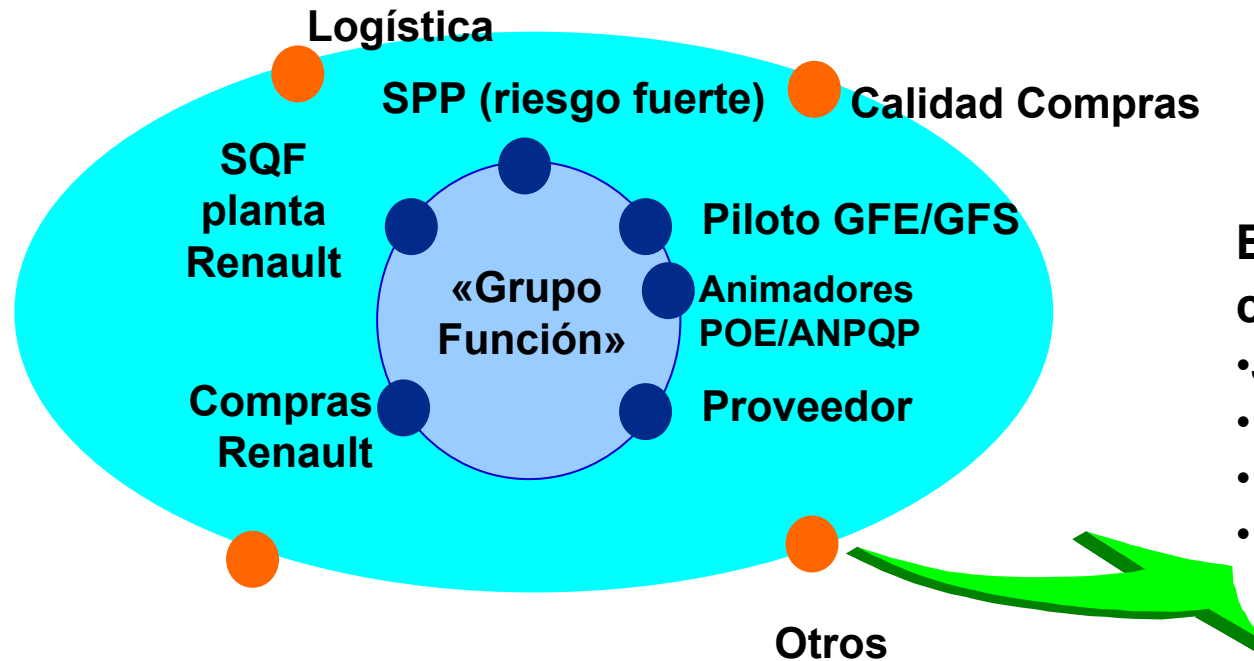 Logística
SPP (riesgo fuerte)
Calidad Compras
SQF
planta
Renault
Piloto GFE/GFS
«Grupo
Función»
Animadores
POE/ANPQP
Compras
Renault
Proveedor
Otros